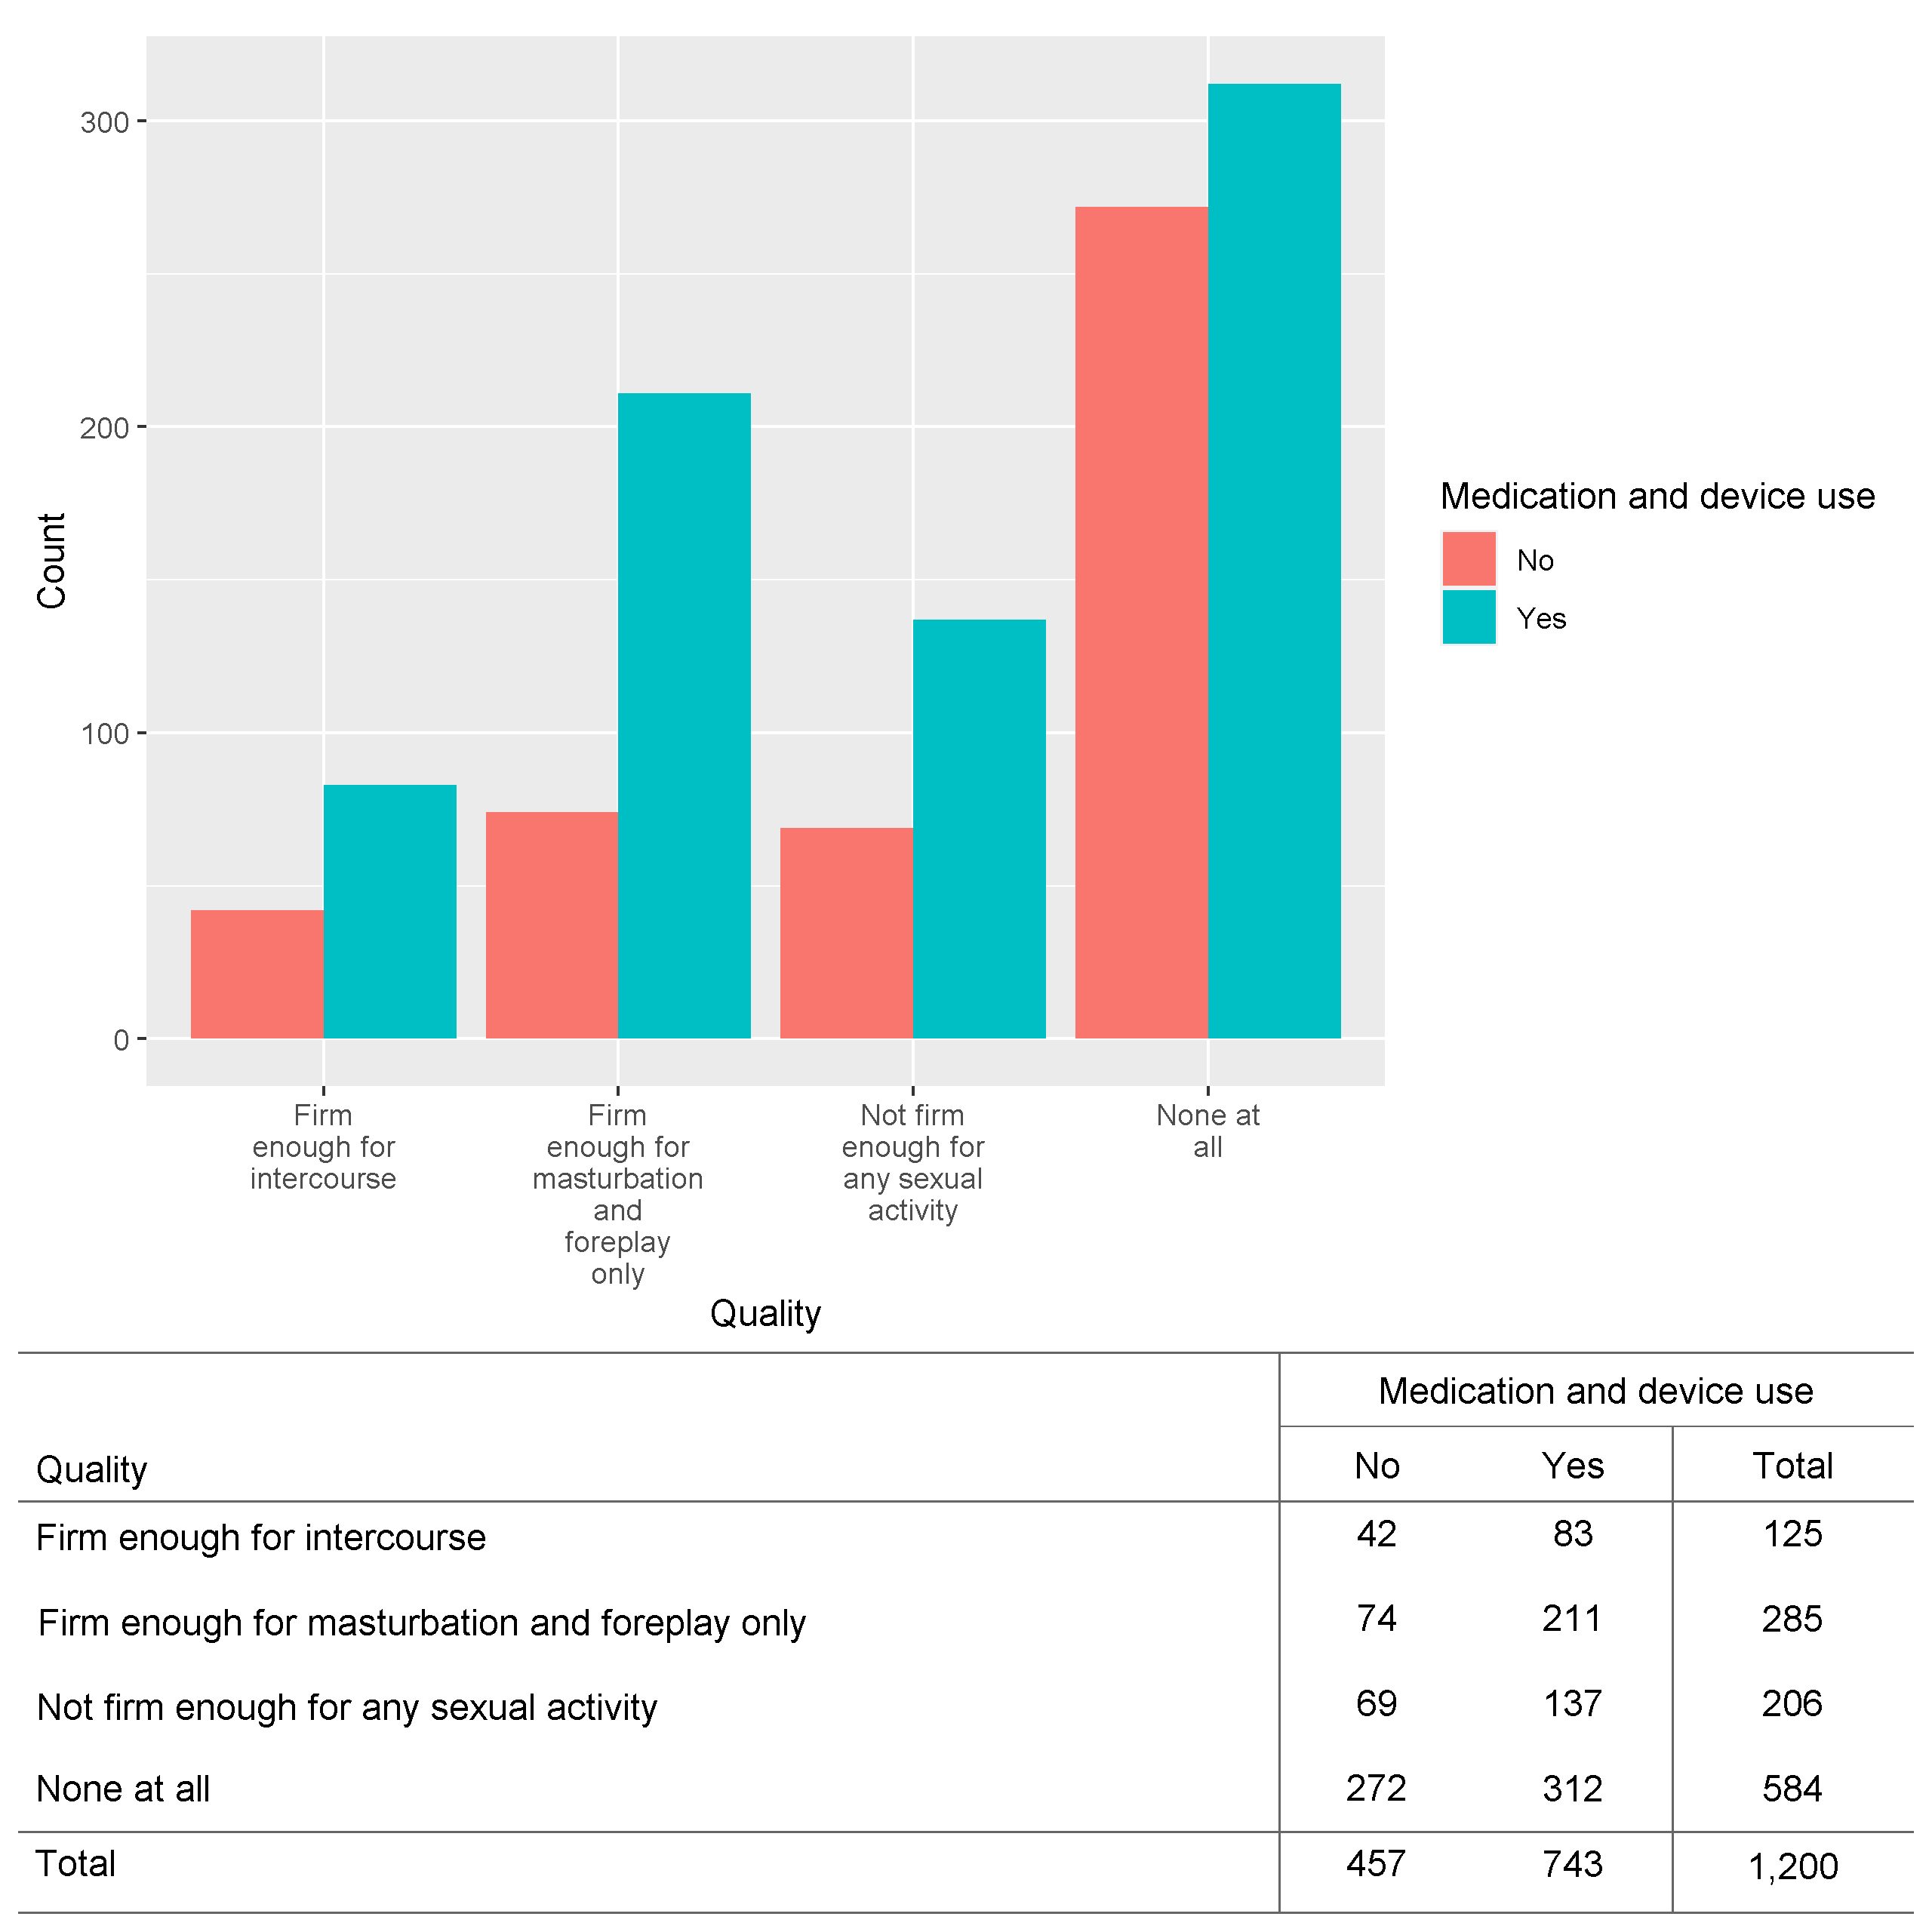 300
200
100
0
Count
Firm
enough for
intercourse
Firm
enough for
masturbation
and
foreplay
only
Not firm
enough for
any sexual
activity
None at
all
Quality
Medication and device use
No
Yes
Medication and device use
Quality No Yes Total
Firm enough for intercourse 42 83 125
Firm enough for masturbation and foreplay only 74 211 285
Not firm enough for any sexual activity 69 137 206
None at all 272 312 584
Total 457 743 1,200